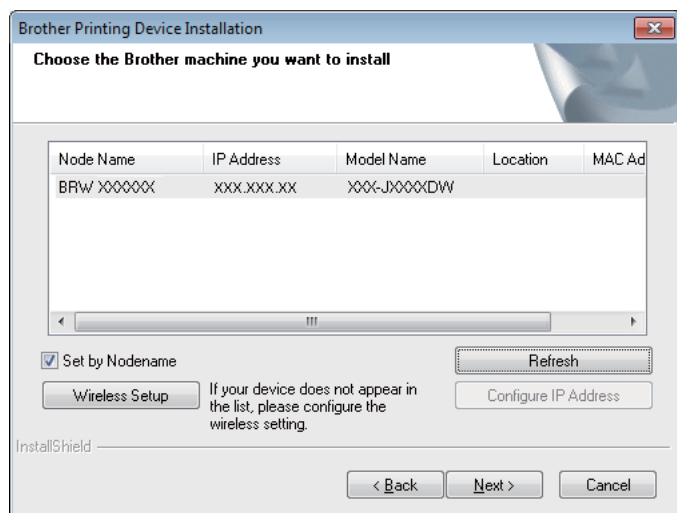 Brother Printing Device Installation
Choose the Brother machine you want to install
Node Name IP Address Model Name Location MAC Ad
BRW XXXXXX XXX.XXX.XX XXX-JXXXXDW
Set by Nodename
Refresh
Wireless Setup
If your device does not appear in
the list, please configure the
wireless setting.
Configure IP Address
InstallShield
< Back Next > Cancel